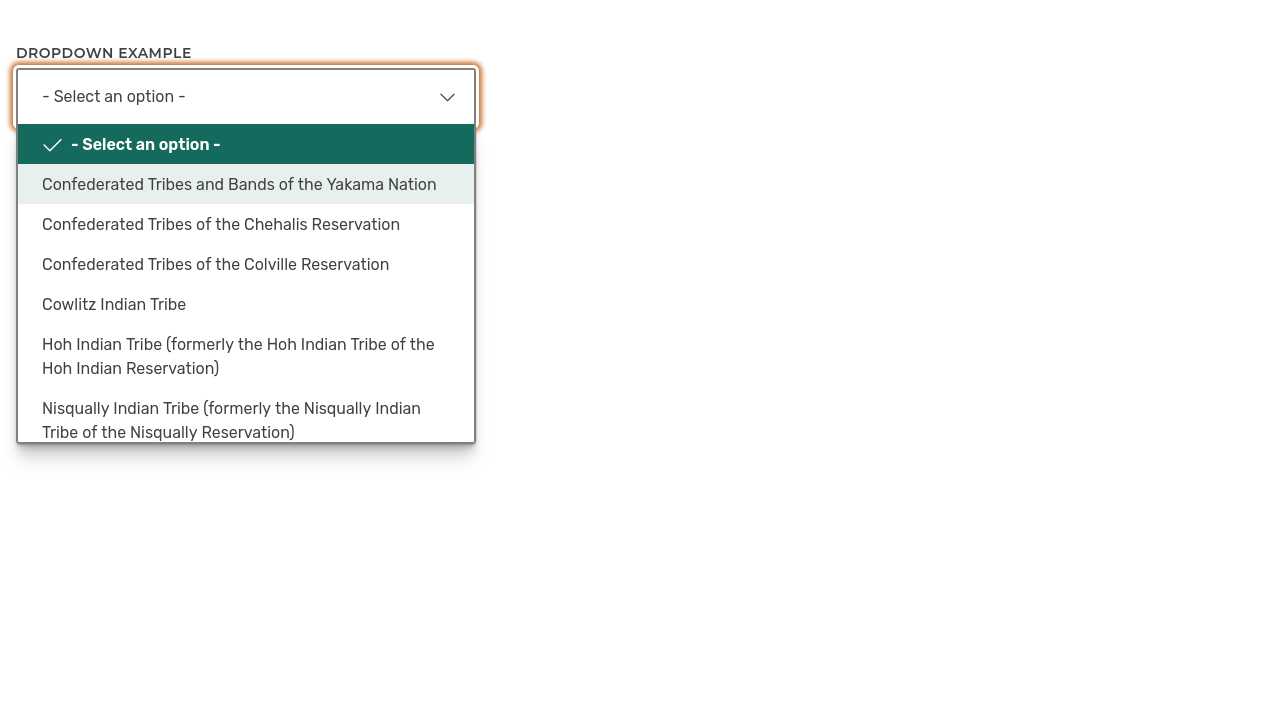 DROPDOWN EXAMPLE
- Select an option -
- Select an option -
Confederated Tribes and Bands of the Yakama Nation
Confederated Tribes of the Chehalis Reservation
Confederated Tribes of the Colville Reservation
Cowlitz Indian Tribe
Hoh Indian Tribe (formerly the Hoh Indian Tribe of the
Hoh Indian Reservation)
Nisqually Indian Tribe (formerly the Nisqually Indian
Tribe of the Nisqually Reservation)